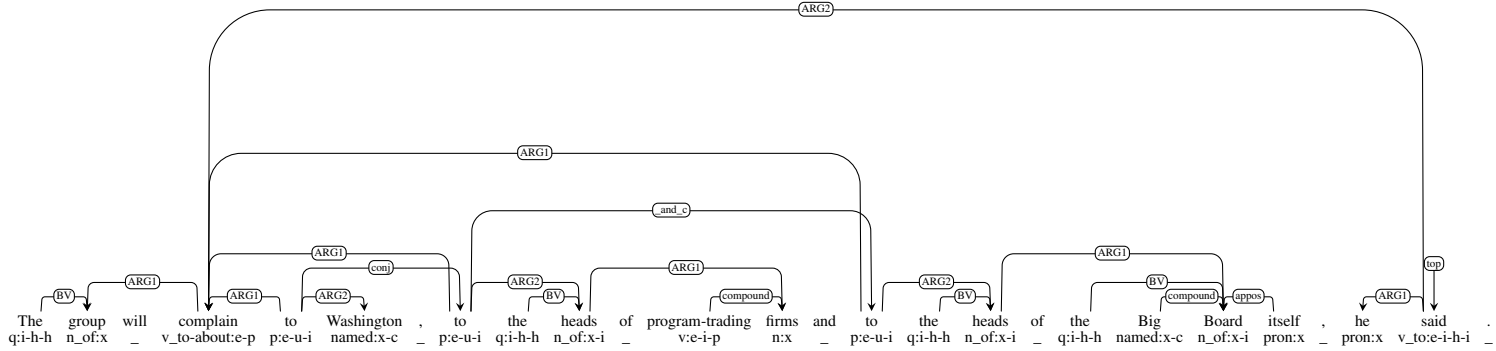 ARG2
ARG1
_and_c
ARG1 ARG1
conj top
ARG1 ARG2 BV
BV ARG1 ARG2 BV compound ARG2 BV compound appos ARG1
The group will complain to Washington , to the heads of program-trading firms and to the heads of the Big Board itself , he said .
q:i-h-h n_of:x _ v_to-about:e-p p:e-u-i named:x-c _ p:e-u-i q:i-h-h n_of:x-i _ v:e-i-p n:x _ p:e-u-i q:i-h-h n_of:x-i _ q:i-h-h named:x-c n_of:x-i pron:x _ pron:x v_to:e-i-h-i _